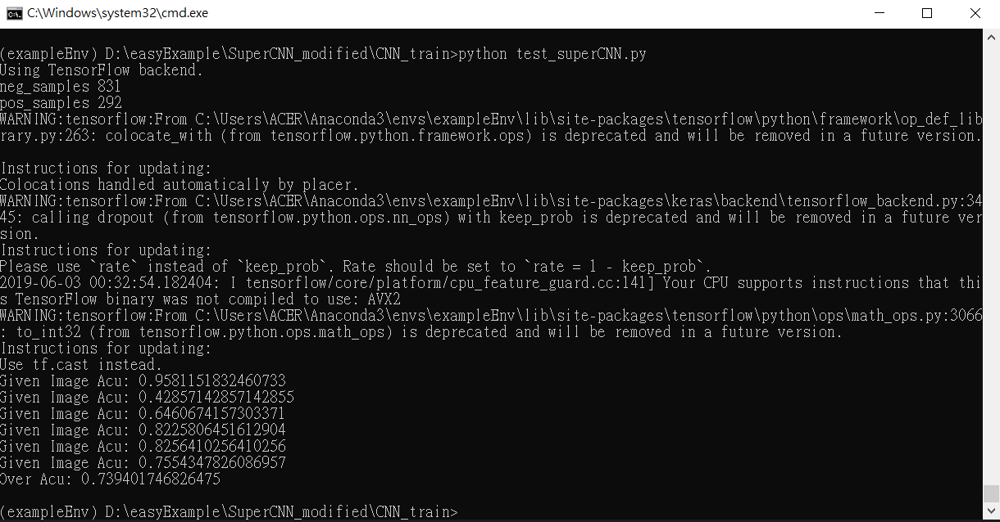 C:\Windows\system32\cmd.exe
(exampleEnv) D:\easyExample\SuperCNN_modified\CNN_train>python test_superCNN.py
Using TensorFlow backend.
neg_samples 831
pos_samples 292
WARNING:tensorflow:From C:\Users\ACER\Anaconda3\envs\exampleEnv\lib\site-packages\tensorflow\python\framework\op_def_lib
rary.py:263: colocate_with (from tensorflow.python.framework.ops) is deprecated and will be removed in a future version.
Instructions for updating:
Colocations handled automatically by placer.
WARNING:tensorflow:From C:\Users\ACER\Anaconda3\envs\exampleEnv\lib\site-packages\keras\backend\tensorflow_backend.py:34
45: calling dropout (from tensorflow.python.ops.nn_ops) with keep_prob is deprecated and will be removed in a future ver
sion.
Instructions for updating:
Please use `rate` instead of `keep_prob`. Rate should be set to `rate = 1 - keep_prob`.
2019-06-03 00:32:54.182404: I tensorflow/core/platform/cpu_feature_guard.cc:141] Your CPU supports instructions that thi
s TensorFlow binary was not compiled to use: AVX2
WARNING:tensorflow:From C:\Users\ACER\Anaconda3\envs\exampleEnv\lib\site-packages\tensorflow\python\ops\math_ops.py:3066
: to_int32 (from tensorflow.python.ops.math_ops) is deprecated and will be removed in a future version.
Instructions for updating:
Use tf.cast instead.
Given Image Acu: 0.9581151832460733
Given Image Acu: 0.42857142857142855
Given Image Acu: 0.6460674157303371
Given Image Acu: 0.8225806451612904
Given Image Acu: 0.8256410256410256
Given Image Acu: 0.7554347826086957
Over Acu: 0.739401746826475
(exampleEnv) D:\easyExample\SuperCNN_modified\CNN_train>